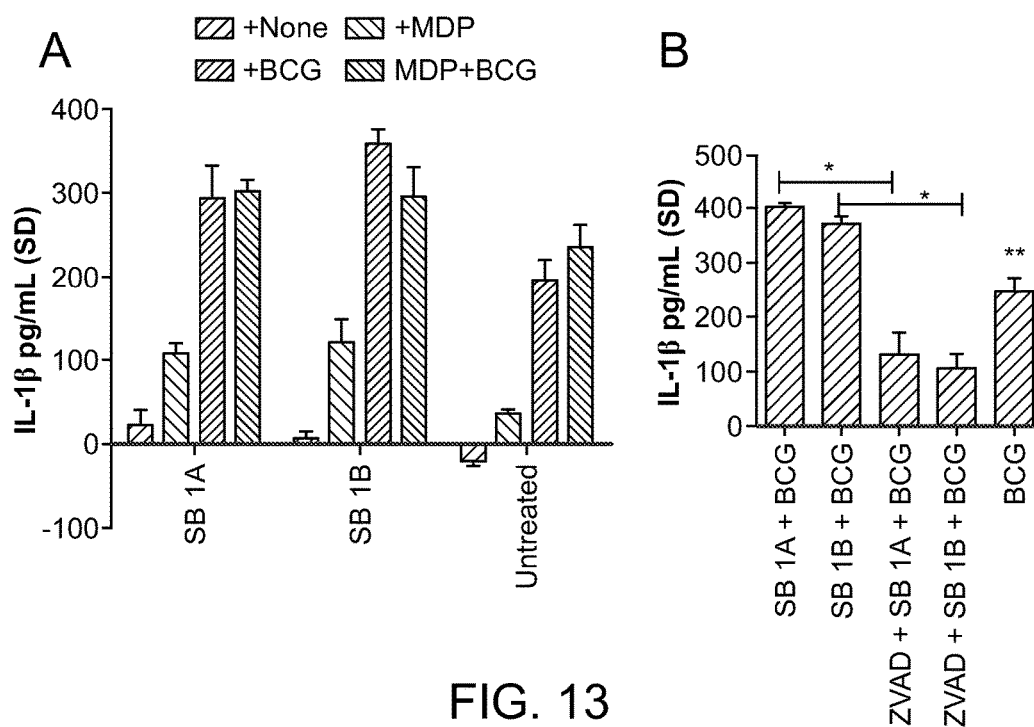 A
+None +MDP
+BCG MDP+BCG
IL-1β pg/mL (SD)
400
300
200
100
0
-100
SB 1A
SB 1B
Untreated
B
IL-1β pg/mL (SD)
500
400
300
200
100
0
*
*
**
SB 1A + BCG
SB 1B + BCG
ZVAD + SB 1A + BCG
ZVAD + SB 1B + BCG
BCG
FIG. 13